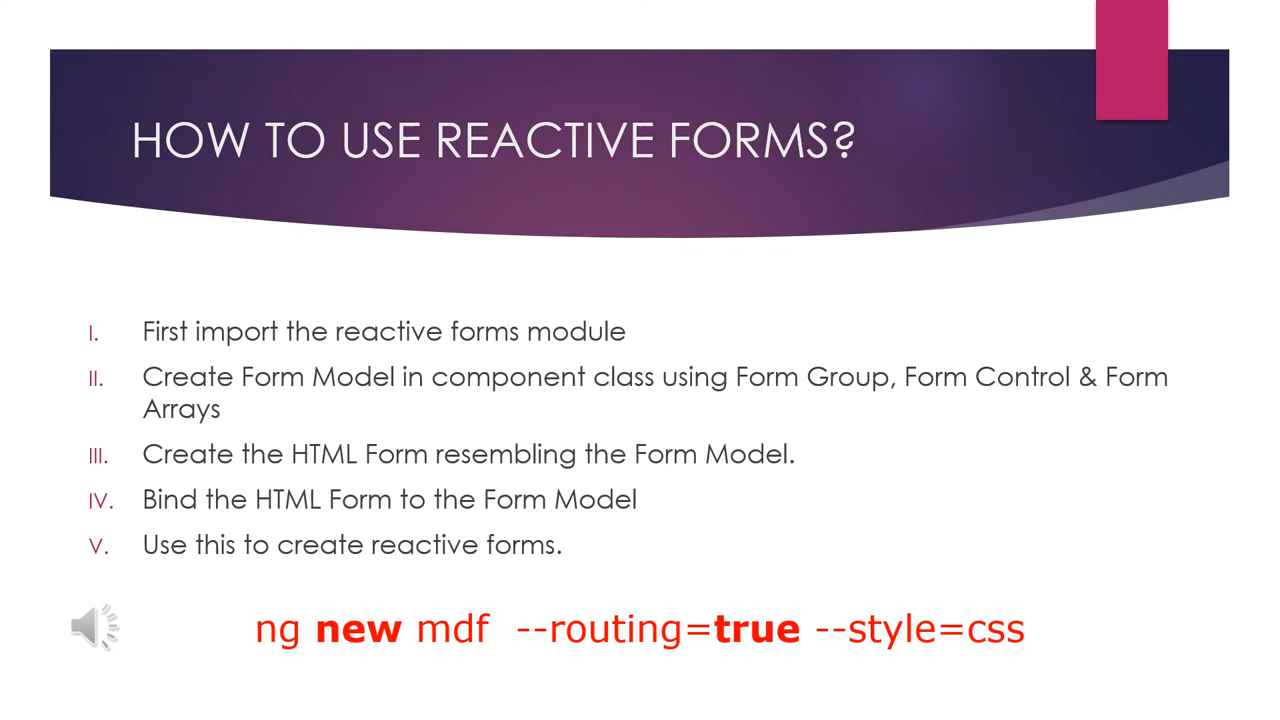 HOW TO USE REACTIVE FORMS?
I. First import the reactive forms module
II. Create Form Model in component class using Form Group, Form Control & Form
Arrays
III. Create the HTML Form resembling the Form Model.
IV. Bind the HTML Form to the Form Model
V. Use this to create reactive forms.
ng new mdf --routing=true --style=css